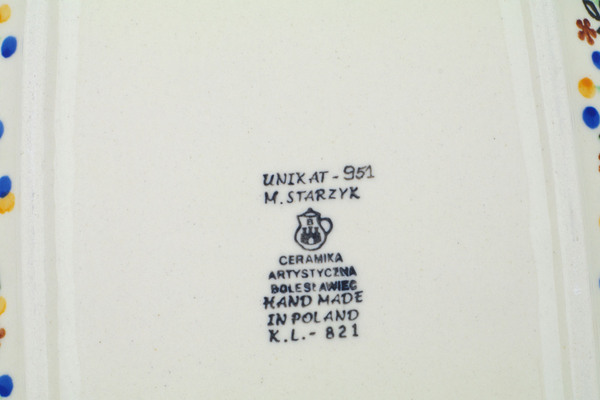 UNIKAT - 951
M. STARZYK
B
CERAMIKA
ARTYSTYCZNA
BOLESŁAWIEC
HAND MADE
IN POLAND
K.L. - 821